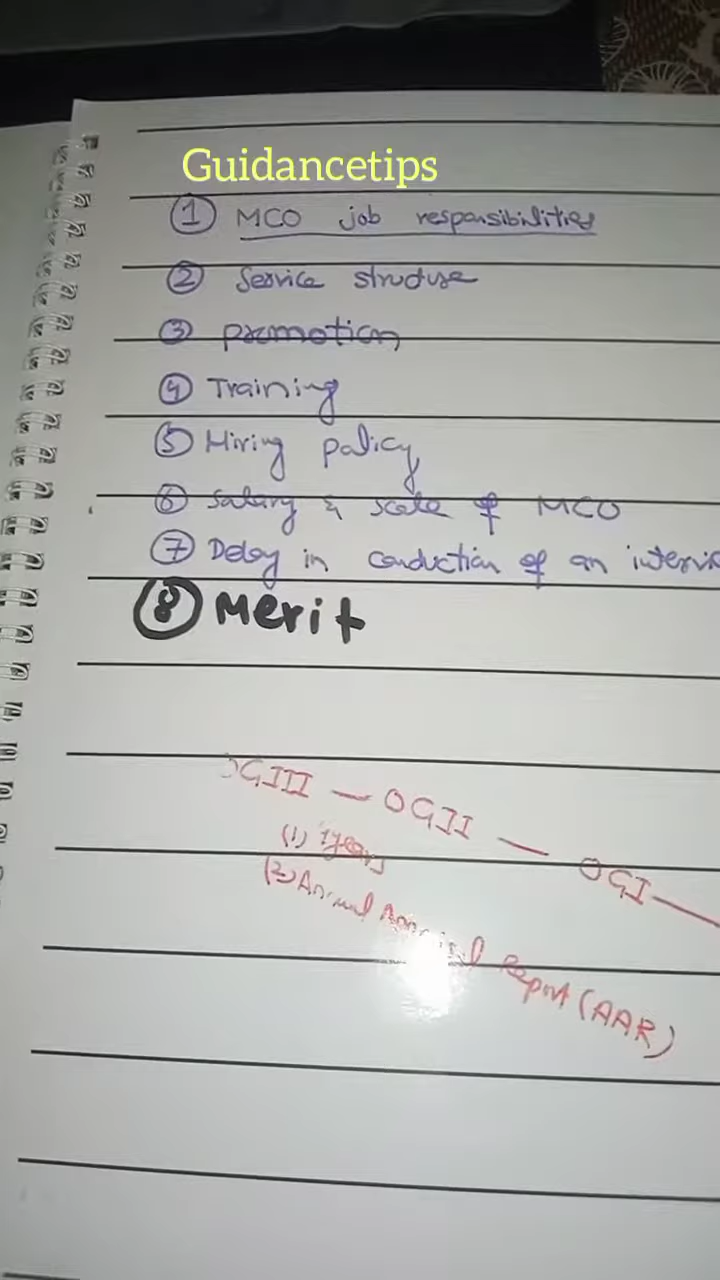 Guidancetips
① MCO job responsibilities
② Service structure
③ promotion
④ Training
⑤ Hiring policy
⑥ Salary & scale of MCO
⑦ Delay in conduction of an intervie
⑧ Merit
OGIII — OGII — OGI —
(1)
(2) Annual Appraisal Report (AAR)